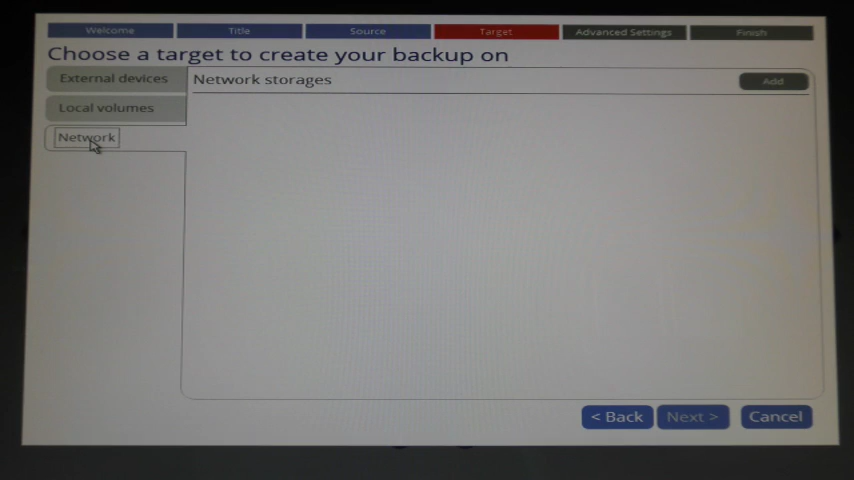 Welcome
Title
Source
Target
Advanced Settings
Finish
Choose a target to create your backup on
External devices
Local volumes
Network
Network storages
Add
< Back
Next >
Cancel